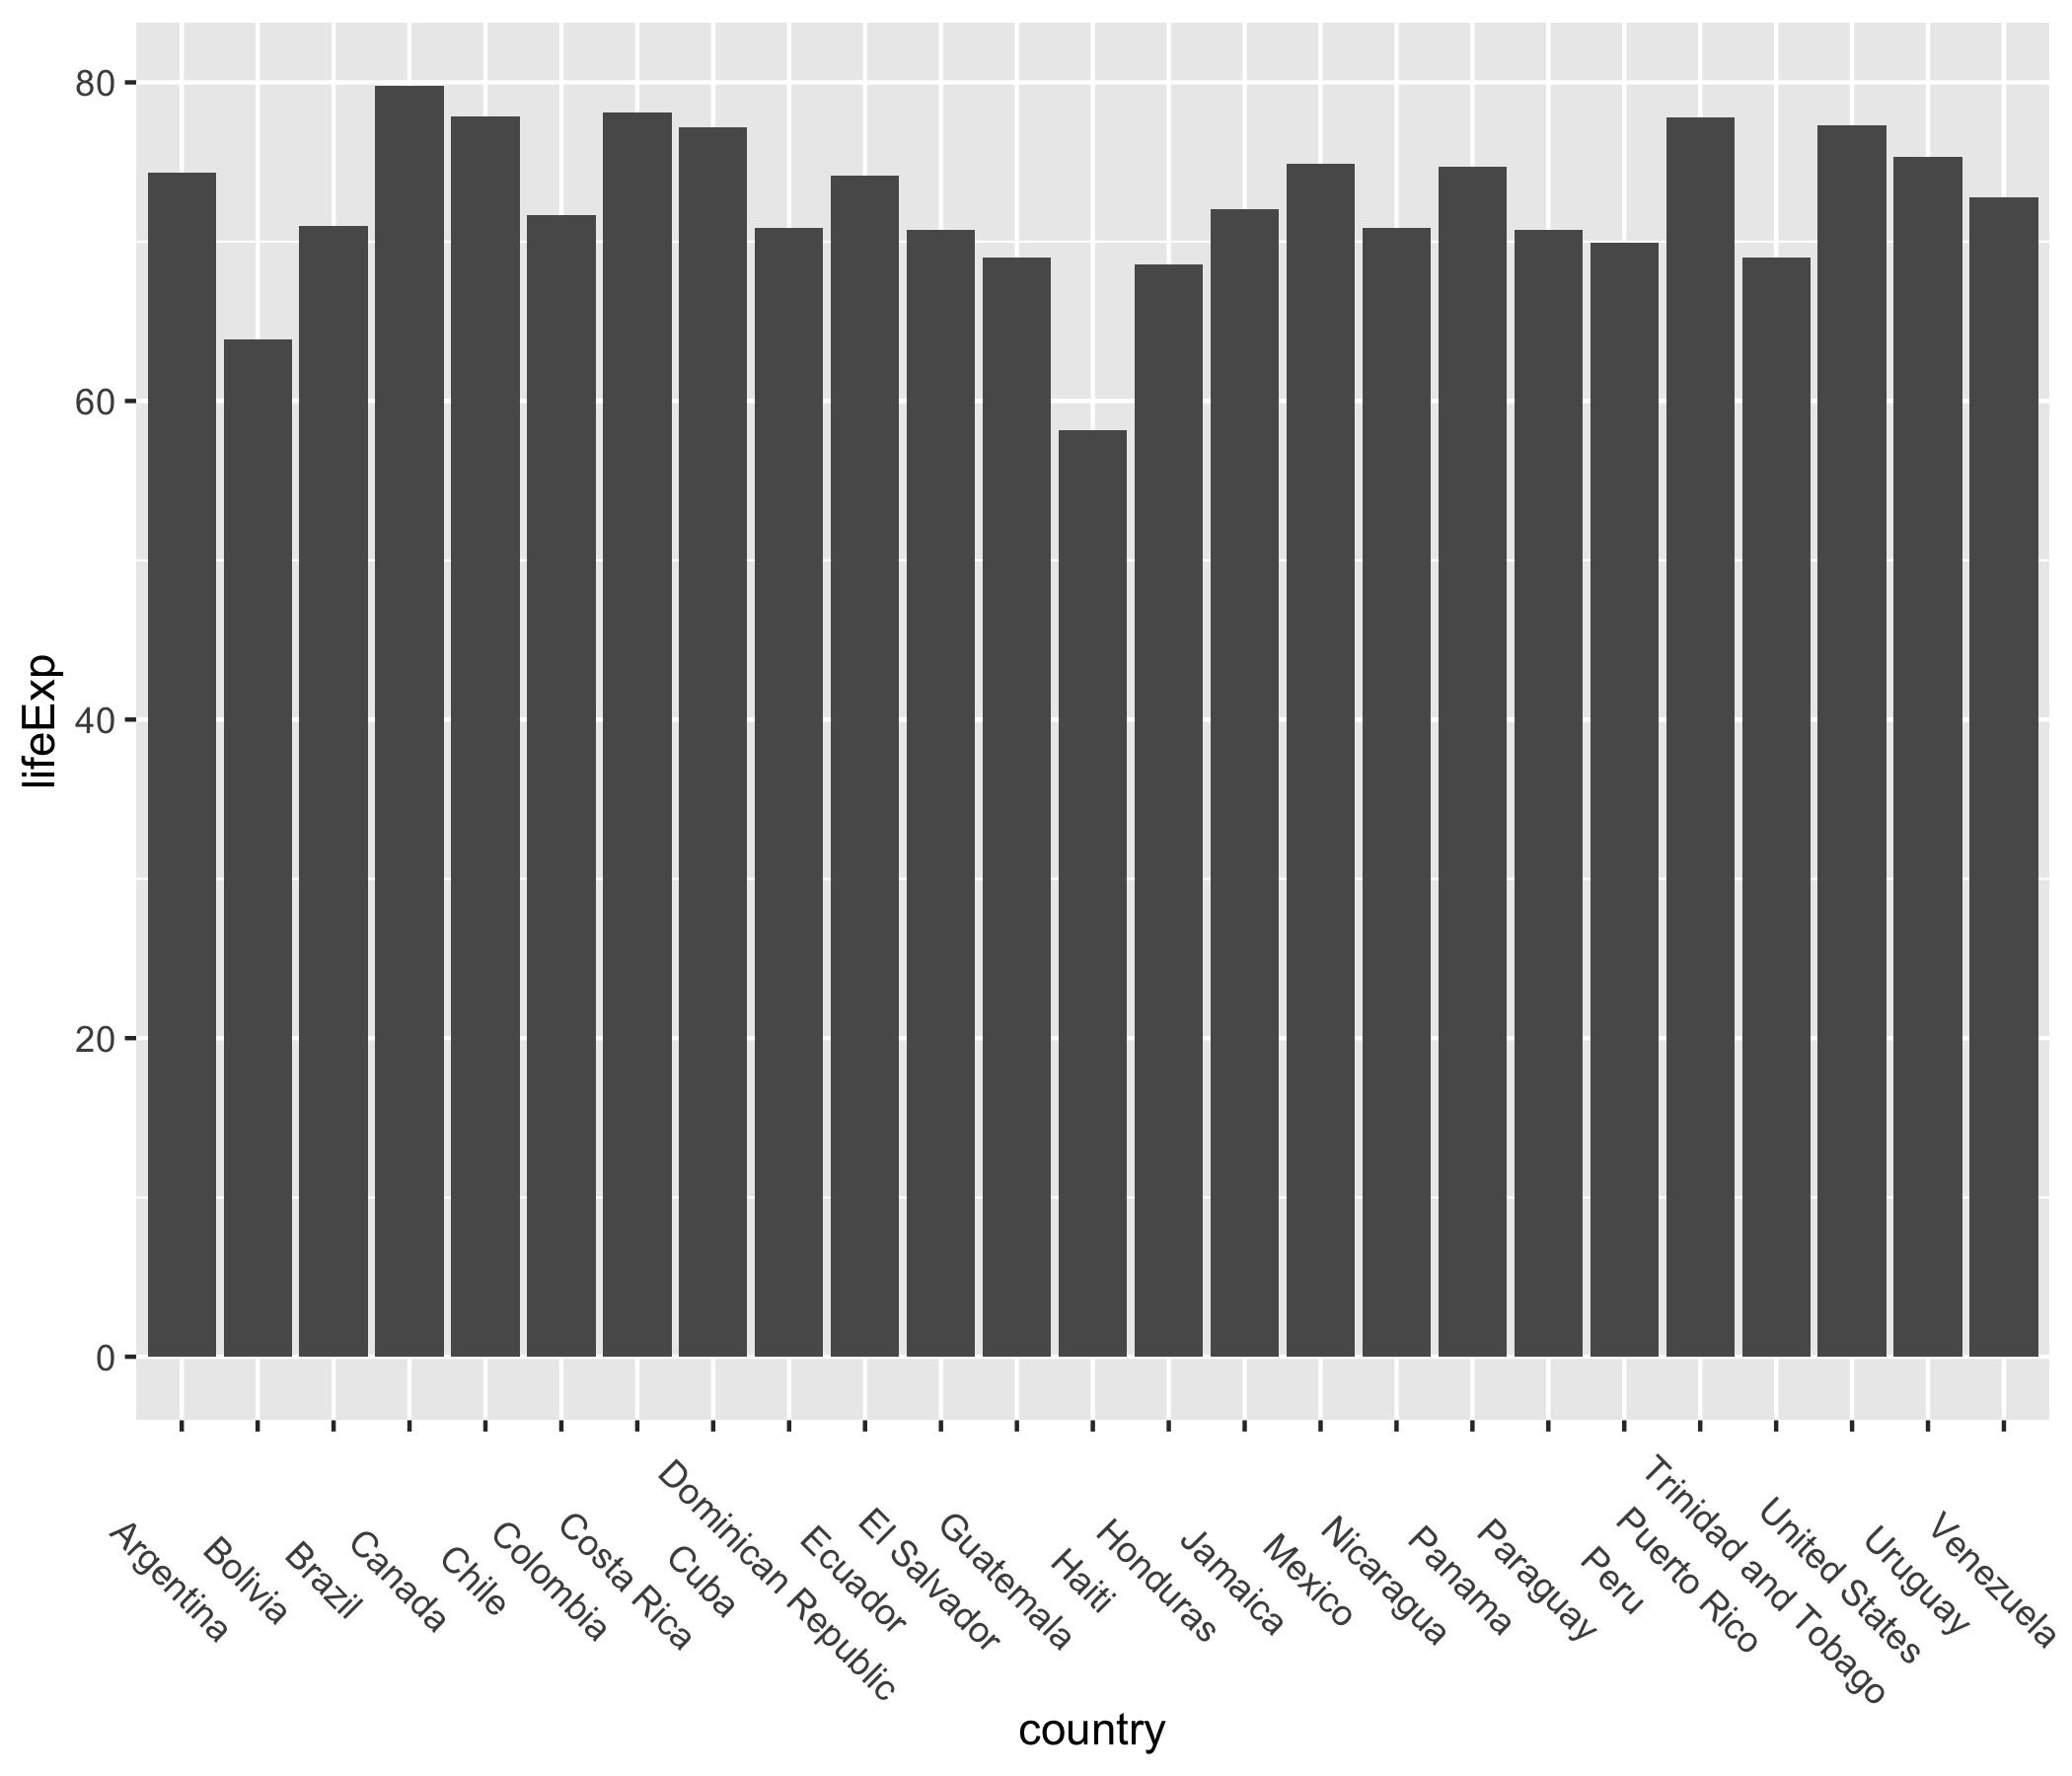 lifeExp
80
60
40
20
0
Argentina
Bolivia
Brazil
Canada
Chile
Colombia
Costa Rica
Cuba
Dominican Republic
Ecuador
El Salvador
Guatemala
Haiti
Honduras
Jamaica
Mexico
Nicaragua
Panama
Paraguay
Peru
Puerto Rico
Trinidad and Tobago
United States
Uruguay
Venezuela
country